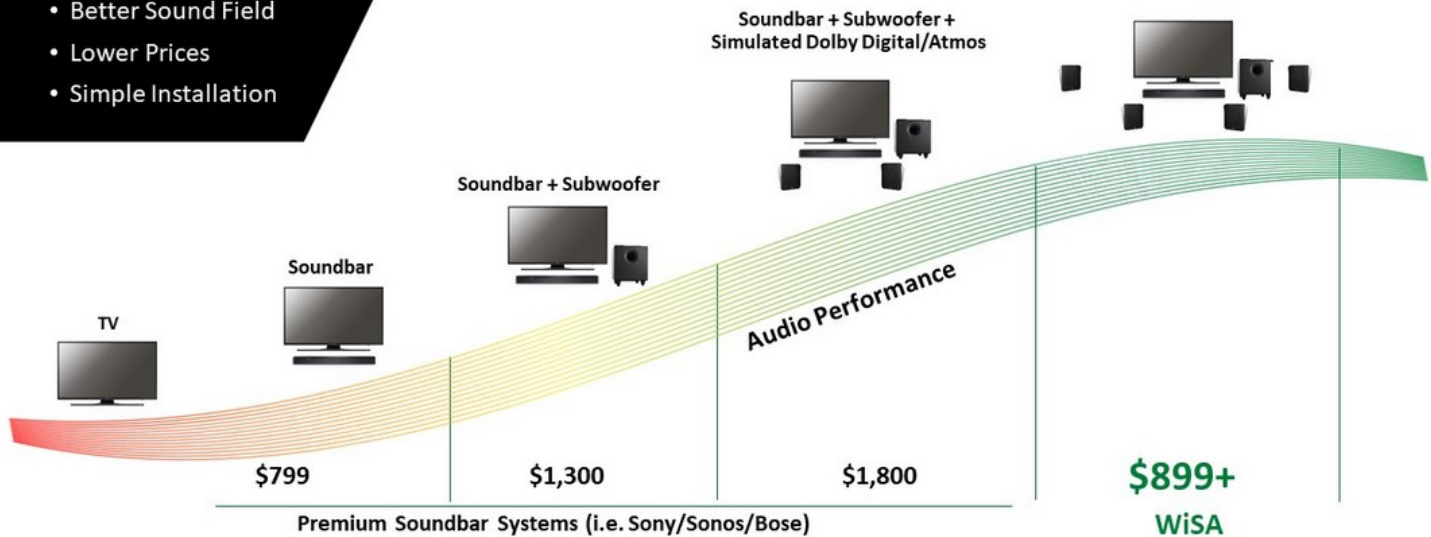 • Better Sound Field
• Lower Prices
• Simple Installation
Soundbar + Subwoofer +
Simulated Dolby Digital/Atmos
Soundbar + Subwoofer
Soundbar
TV
Audio Performance
$799
$1,300
$1,800
$899+
Premium Soundbar Systems (i.e. Sony/Sonos/Bose)
WiSA